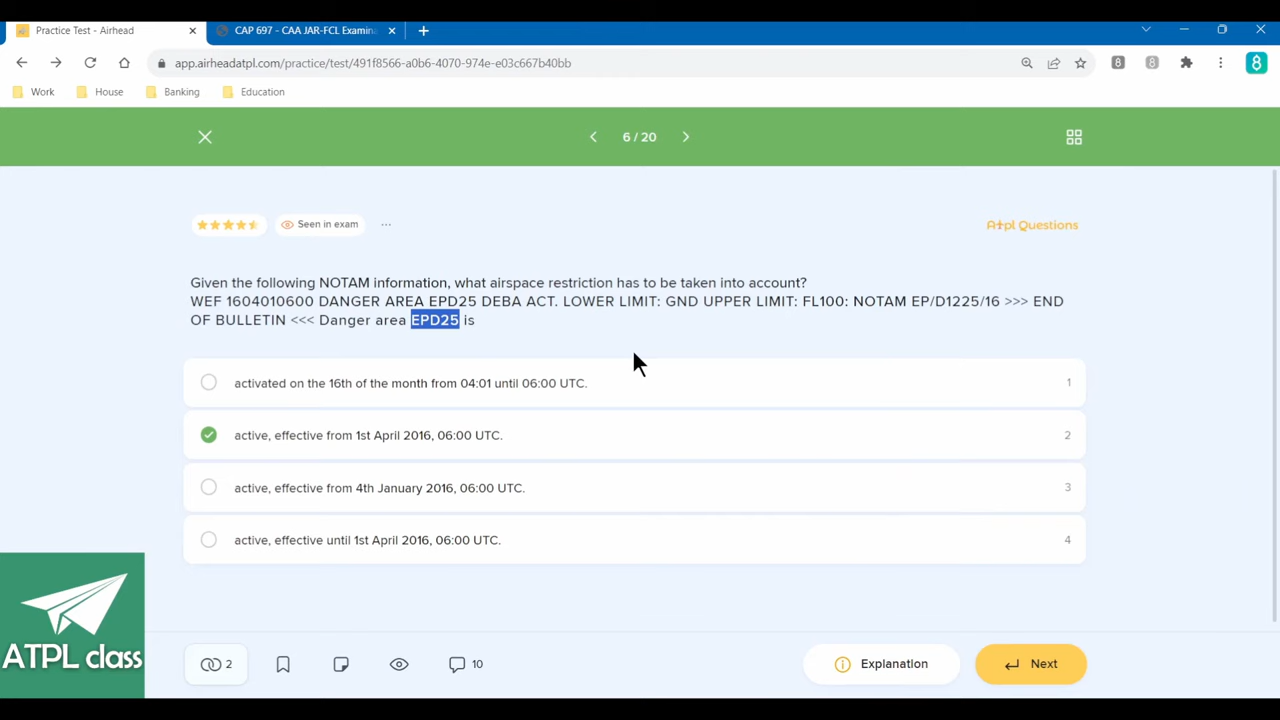 Practice Test - Airhead
CAP 697 - CAA JAR-FCL Examina
app.airheadatpl.com/practice/test/491f8566-a0b6-4070-974e-e03c667b40bb
Work House Banking Education
6 / 20
Seen in exam ...
Atpl Questions
Given the following NOTAM information, what airspace restriction has to be taken into account?
WEF 1604010600 DANGER AREA EPD25 DEBA ACT. LOWER LIMIT: GND UPPER LIMIT: FL100: NOTAM EP/D1225/16 >>> END
OF BULLETIN <<< Danger area EPD25 is
activated on the 16th of the month from 04:01 until 06:00 UTC. 1
active, effective from 1st April 2016, 06:00 UTC. 2
active, effective from 4th January 2016, 06:00 UTC. 3
active, effective until 1st April 2016, 06:00 UTC. 4
ATPL class
2 10 Explanation Next